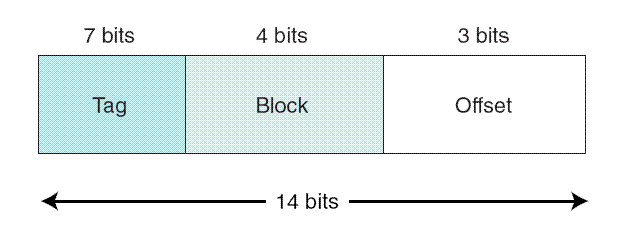 7 bits 4 bits 3 bits
Tag Block Offset
14 bits